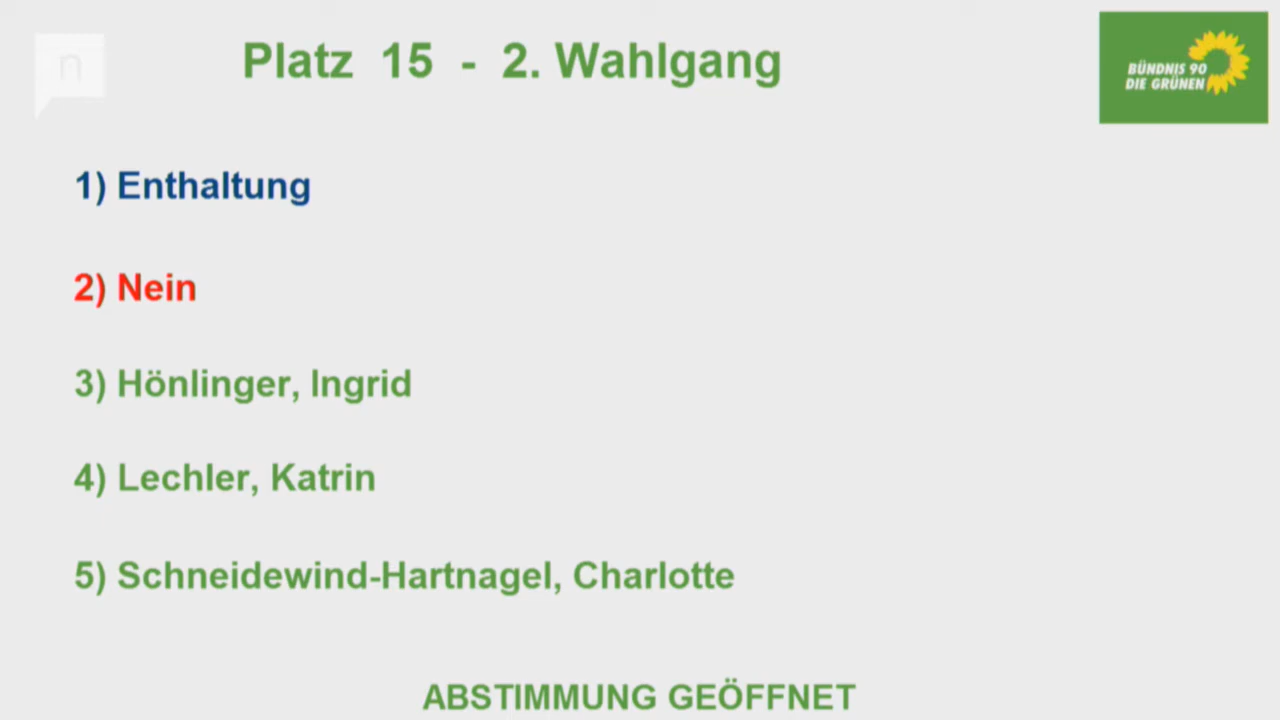 n
Platz 15 - 2. Wahlgang
BÜNDNIS 90
DIE GRÜNEN
1) Enthaltung
2) Nein
3) Hönlinger, Ingrid
4) Lechler, Katrin
5) Schneidewind-Hartnagel, Charlotte
ABSTIMMUNG GEÖFFNET